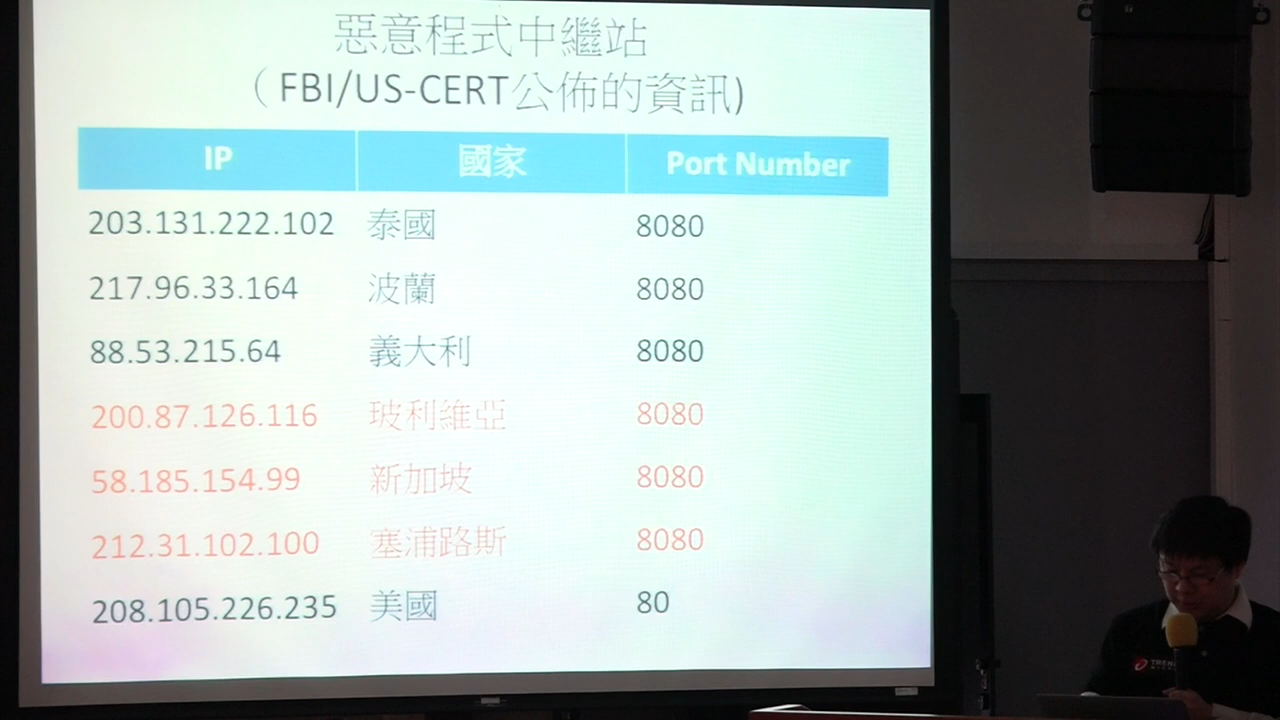 惡意程式中繼站
（FBI/US-CERT公佈的資訊)
IP 國家 Port Number
203.131.222.102 泰國 8080
217.96.33.164 波蘭 8080
88.53.215.64 義大利 8080
200.87.126.116 玻利維亞 8080
58.185.154.99 新加坡 8080
212.31.102.100 塞浦路斯 8080
208.105.226.235 美國 80